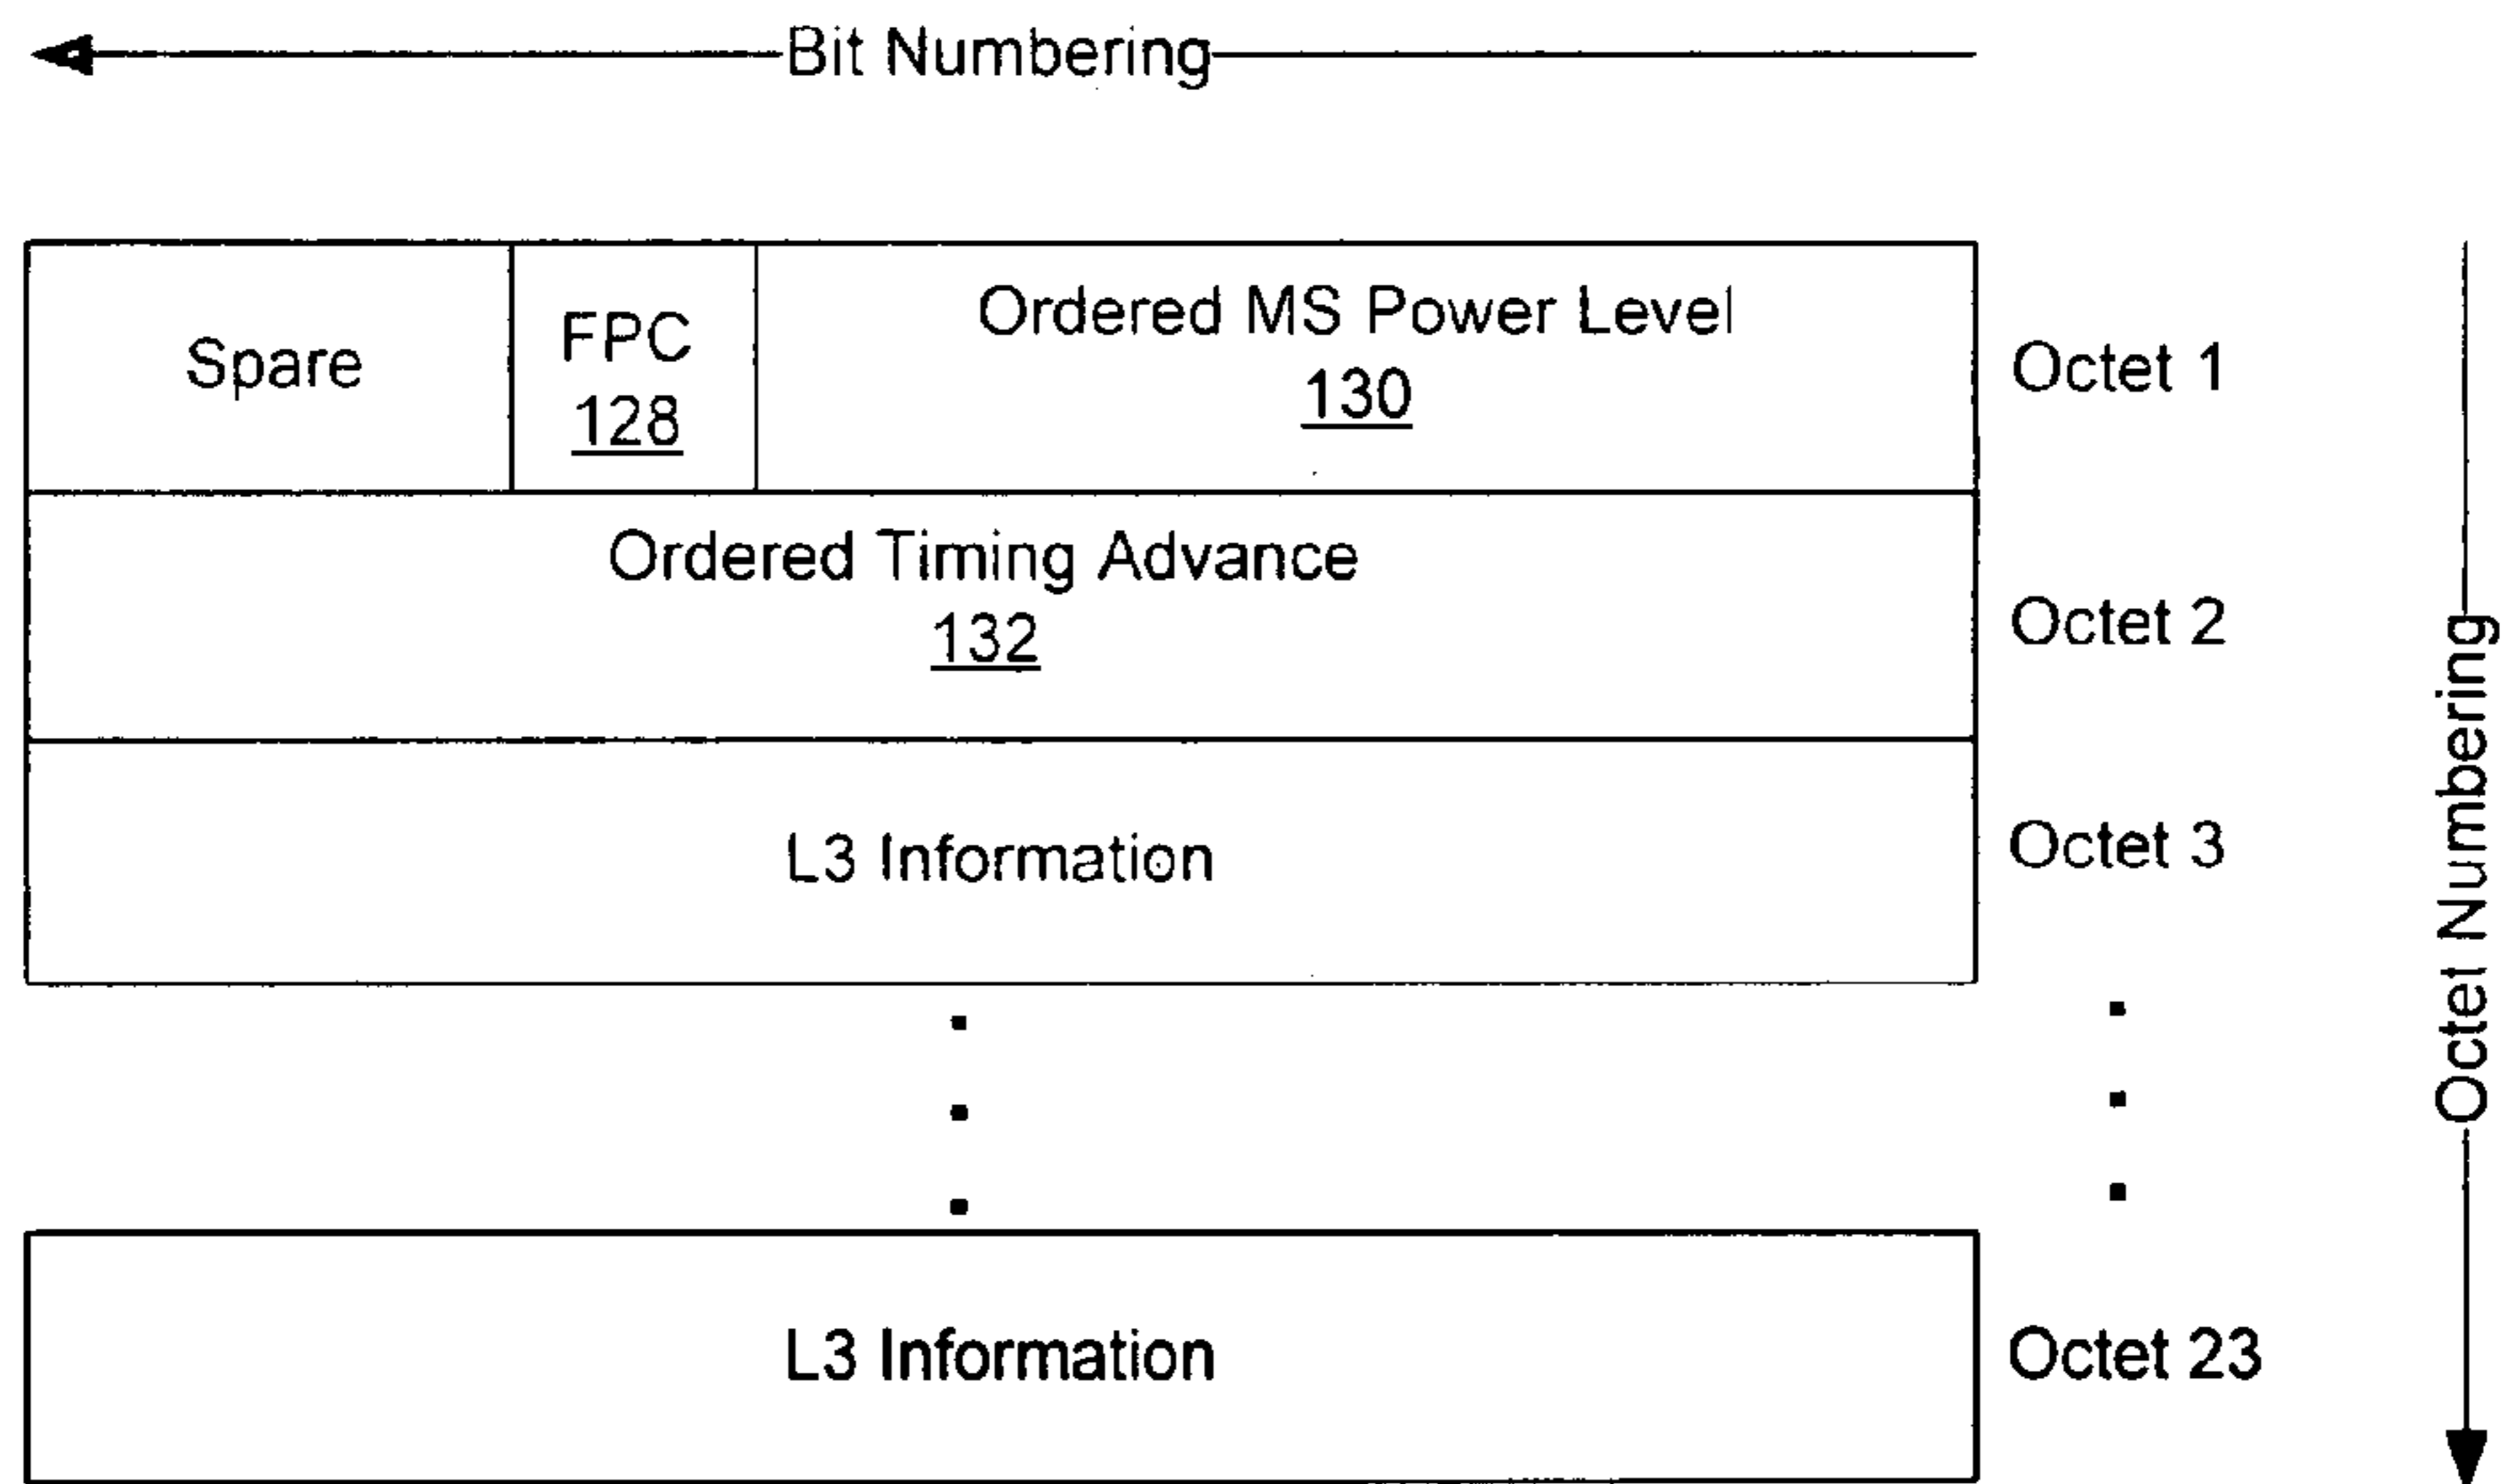 Bit Numbering
Spare
FPC
128
Ordered MS Power Level
130
Octet 1
Ordered Timing Advance
132
Octet 2
L3 Information
Octet 3
L3 Information
Octet 23
Octet Numbering